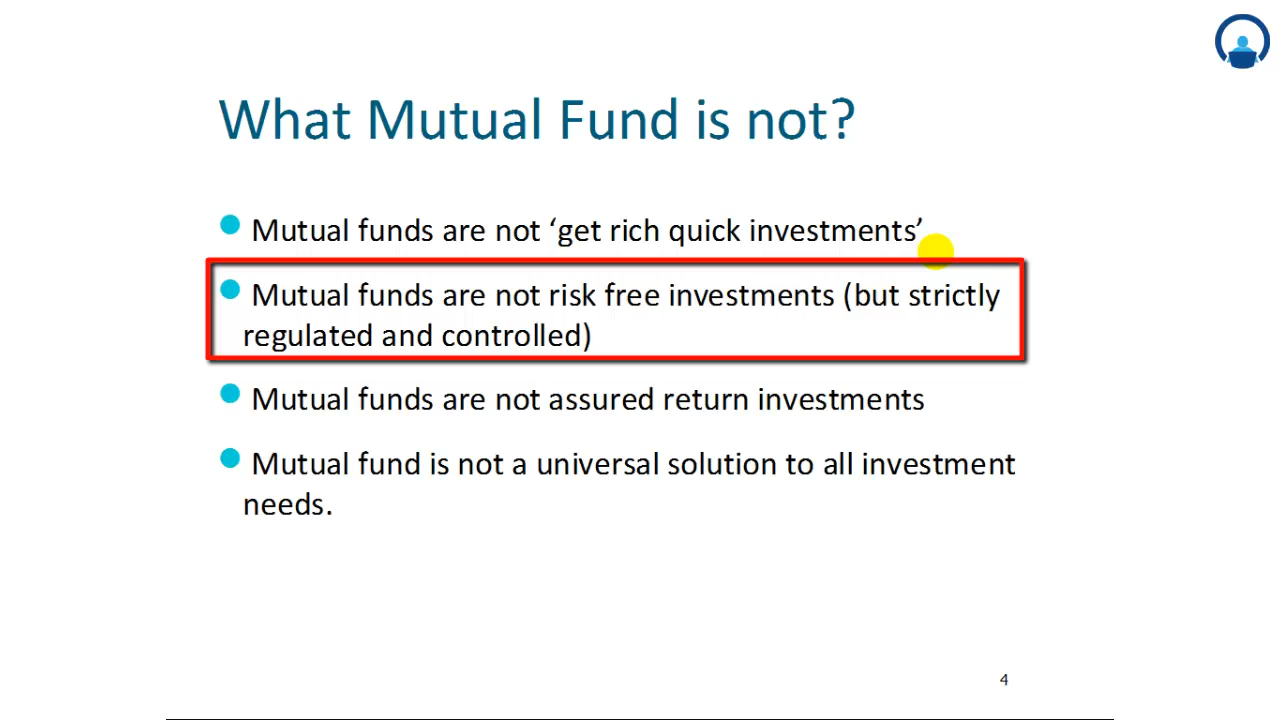 What Mutual Fund is not?
Mutual funds are not ‘get rich quick investments’
Mutual funds are not risk free investments (but strictly
regulated and controlled)
Mutual funds are not assured return investments
Mutual fund is not a universal solution to all investment
needs.
4